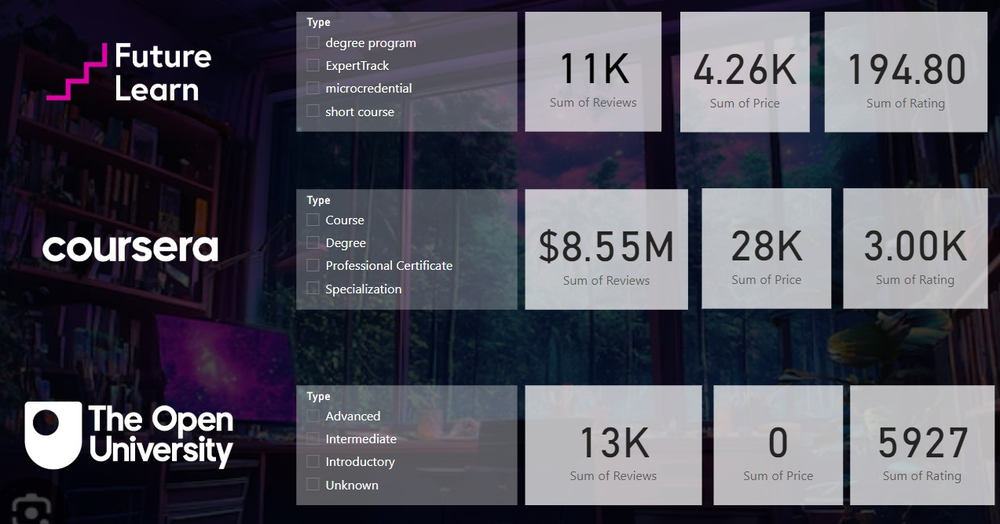 Future
Learn
Type
degree program
ExpertTrack
microcredential
short course
11K
Sum of Reviews
4.26K
Sum of Price
194.80
Sum of Rating
coursera
Type
Course
Degree
Professional Certificate
Specialization
$8.55M
Sum of Reviews
28K
Sum of Price
3.00K
Sum of Rating
The Open
University
Type
Advanced
Intermediate
Introductory
Unknown
13K
Sum of Reviews
0
Sum of Price
5927
Sum of Rating